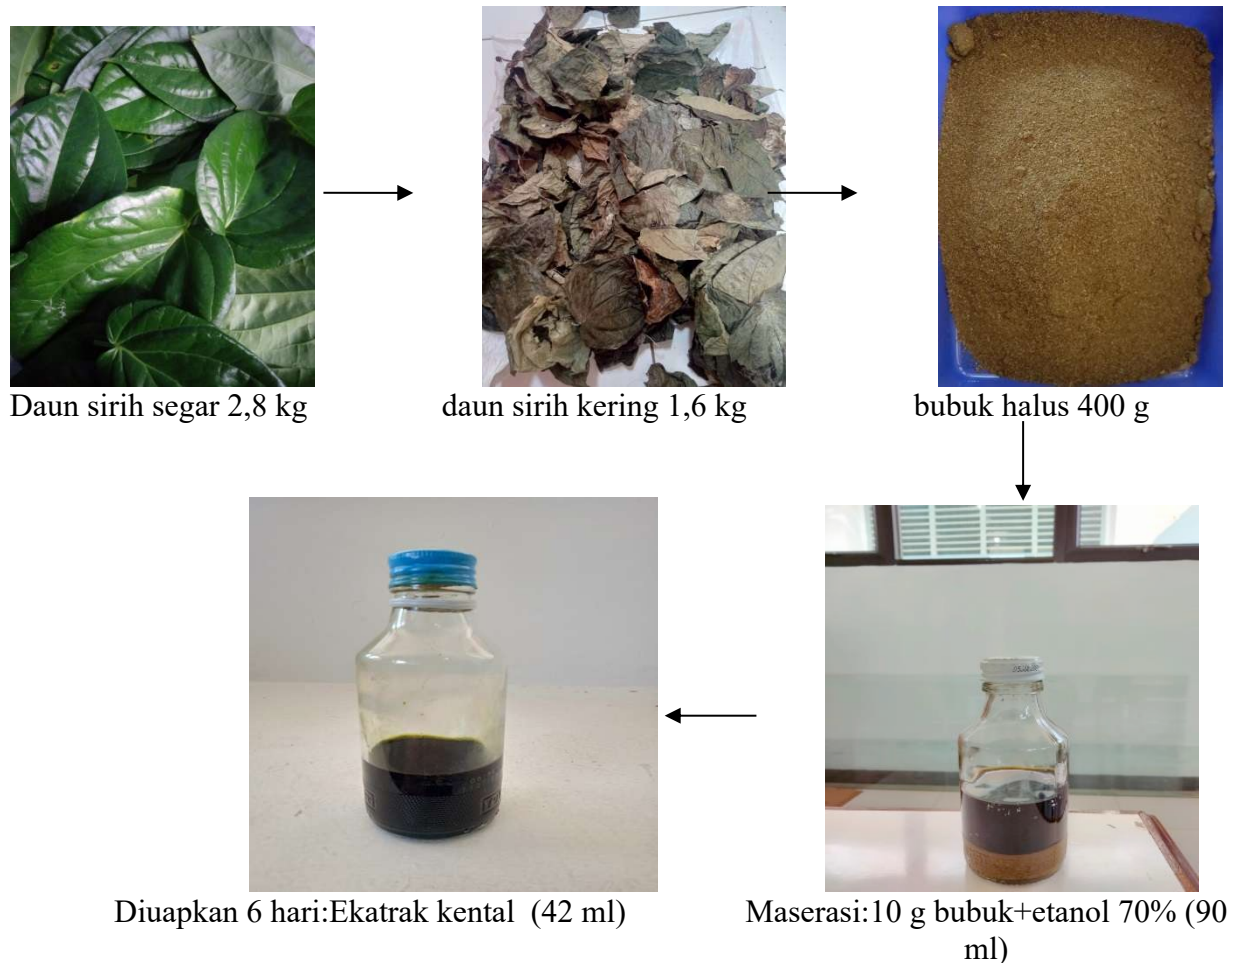 Daun sirih segar 2,8 kg
daun sirih kering 1,6 kg
bubuk halus 400 g
Diuapkan 6 hari:Ekatrak kental (42 ml)
Maserasi:10 g bubuk+etanol 70% (90
ml)